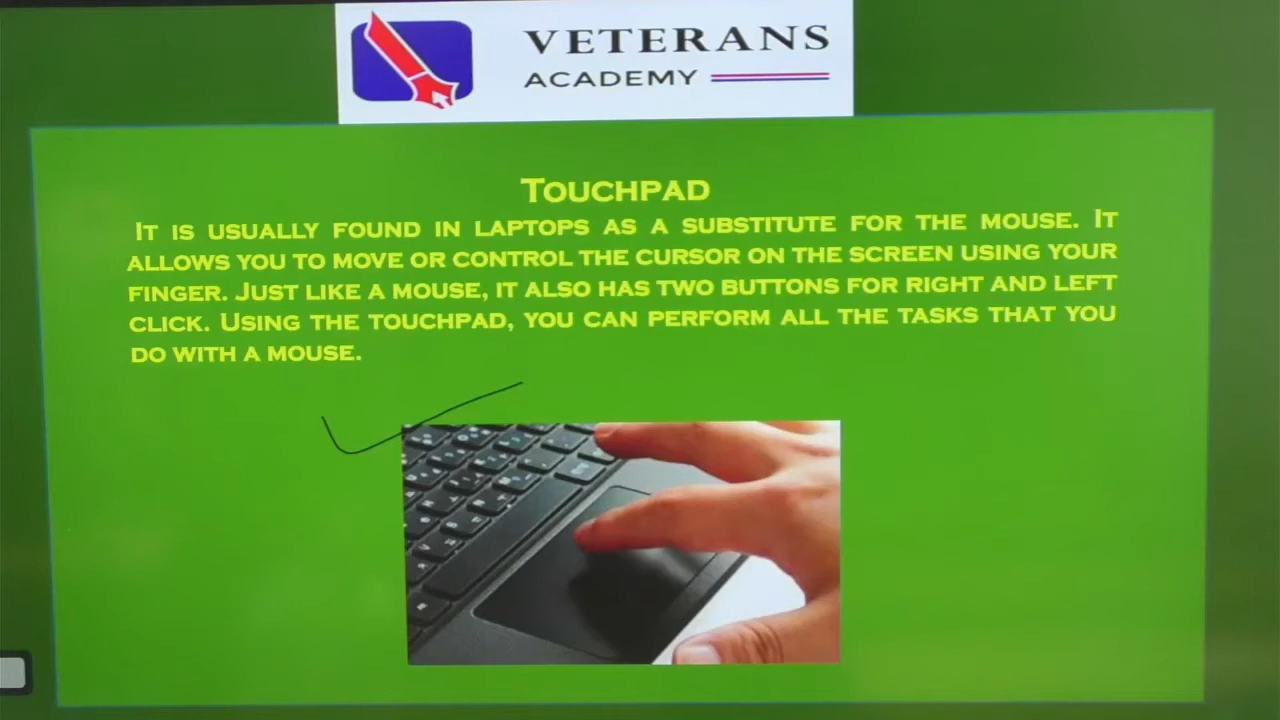 VETERANS
ACADEMY
TOUCHPAD
IT IS USUALLY FOUND IN LAPTOPS AS A SUBSTITUTE FOR THE MOUSE. IT
ALLOWS YOU TO MOVE OR CONTROL THE CURSOR ON THE SCREEN USING YOUR
FINGER. JUST LIKE A MOUSE, IT ALSO HAS TWO BUTTONS FOR RIGHT AND LEFT
CLICK. USING THE TOUCHPAD, YOU CAN PERFORM ALL THE TASKS THAT YOU
DO WITH A MOUSE.